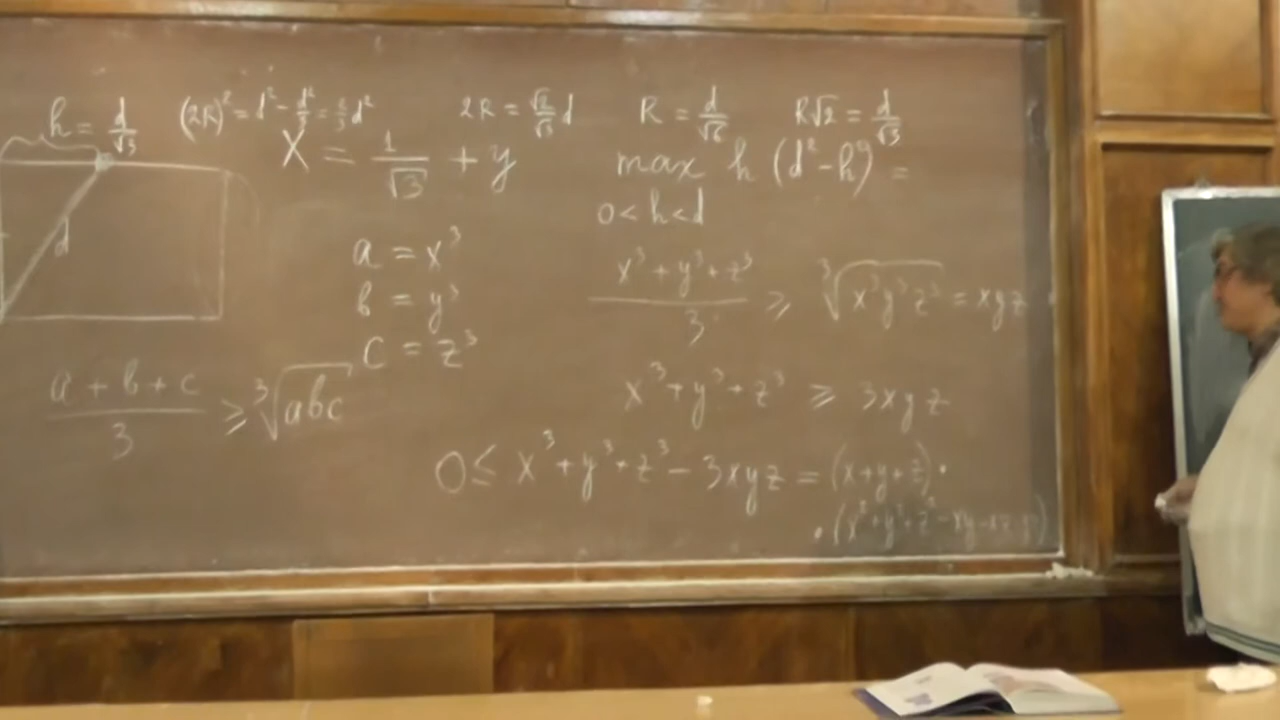 h = d/√3   (2R)² = d² - d²/3 = 2/3 d²   2R = √2/√3 d   R = d/√6   R√2 = d/√3
X = 1/√3 + y   max h (d² - h²) =
0 < h < d
d
a = x³
b = y³
c = z³
(x³ + y³ + z³)/3 ≥ ∛(x³y³z³) = xyz
(a + b + c)/3 ≥ ∛(abc)
x³ + y³ + z³ ≥ 3xyz
0 ≤ x³ + y³ + z³ - 3xyz = (x+y+z)·
·(x² + y² + z² - xy - xz - yz)